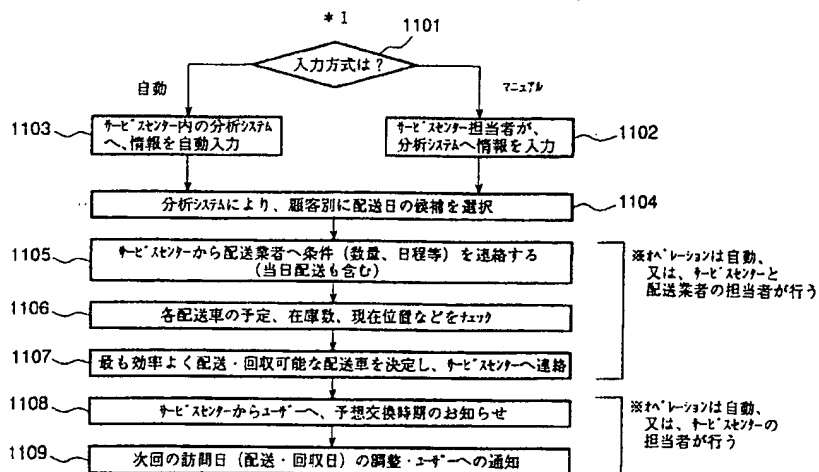 ＊1
1101
入力方式は？
自動
マニュアル
1103
サービスセンター内の分析システム
へ、情報を自動入力
サービスセンター担当者が、
分析システムへ情報を入力
1102
分析システムにより、顧客別に配送日の候補を選択
1104
1105
サービスセンターから配送業者へ条件（数量、日程等）を連絡する
（当日配送も含む）
※オペレーションは自動、
又は、サービスセンターと
配送業者の担当者が行う
1106
各配送車の予定、在庫数、現在位置などをチェック
1107
最も効率よく配送・回収可能な配送車を決定し、サービスセンターへ連絡
1108
サービスセンターからユーザーへ、予想交換時期のお知らせ
※オペレーションは自動、
又は、サービスセンターの
担当者が行う
1109
次回の訪問日（配送・回収日）の調整・ユーザーへの通知